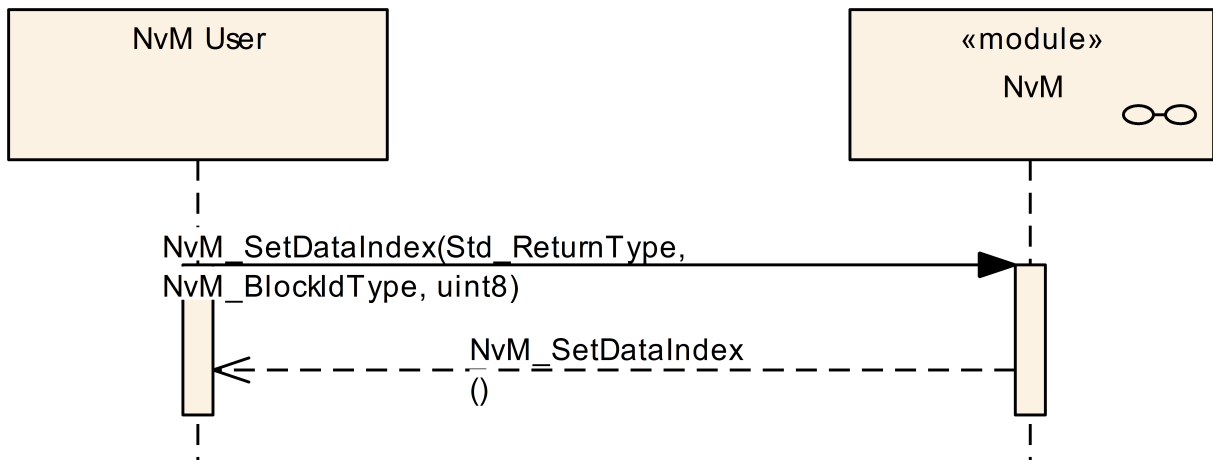 NvM User
«module»
NvM
NvM_SetDataIndex(Std_ReturnType,
NvM_BlockIdType, uint8)
NvM_SetDataIndex
()